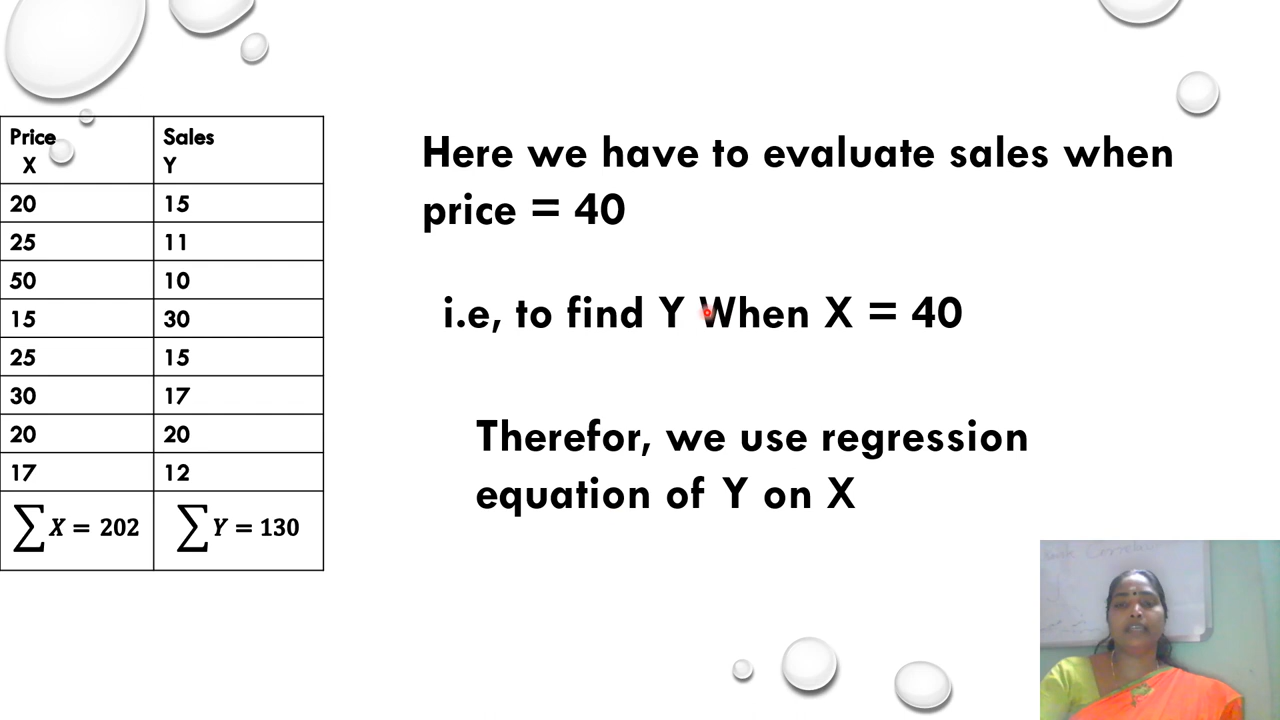 Price
X
Sales
Y
20 15
25 11
50 10
15 30
25 15
30 17
20 20
17 12
∑X = 202 ∑Y = 130
Here we have to evaluate sales when
price = 40
i.e, to find Y When X = 40
Therefor, we use regression
equation of Y on X